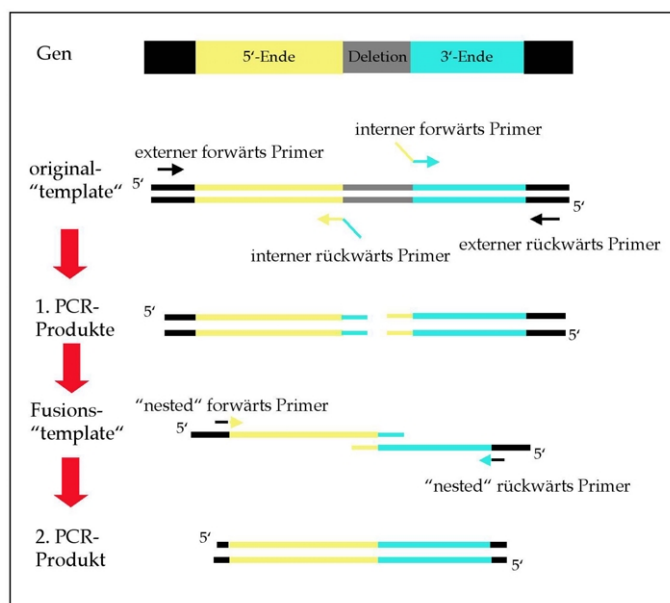 Gen
5‘-Ende
Deletion
3‘-Ende
interner forwärts Primer
externer forwärts Primer
original-
“template“
5‘
5‘
interner rückwärts Primer
externer rückwärts Primer
1. PCR-
Produkte
5‘
5‘
“nested“ forwärts Primer
Fusions-
“template“
5‘
5‘
“nested“ rückwärts Primer
2. PCR-
Produkt
5‘
5‘